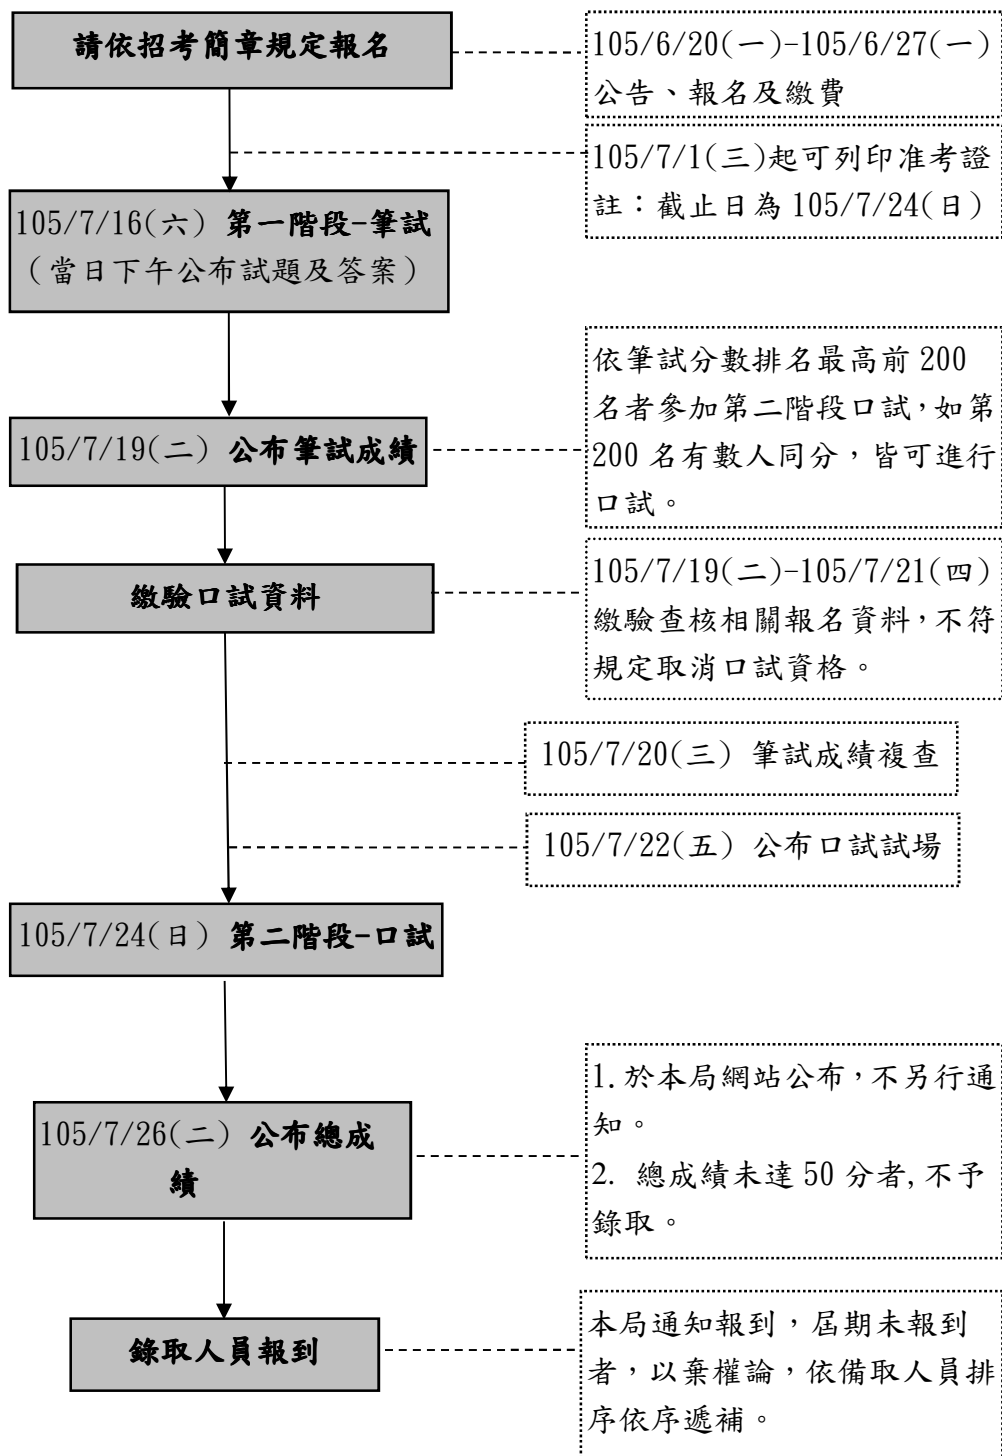 請依招考簡章規定報名
105/6/20(一)-105/6/27(一)
公告、報名及繳費
105/7/1(三)起可列印准考證
註：截止日為 105/7/24(日)
105/7/16(六) 第一階段-筆試
（當日下午公布試題及答案）
依筆試分數排名最高前 200
名者參加第二階段口試，如第
200 名有數人同分，皆可進行
口試。
105/7/19(二) 公布筆試成績
繳驗口試資料
105/7/19(二)-105/7/21(四)
繳驗查核相關報名資料，不符
規定取消口試資格。
105/7/20(三) 筆試成績複查
105/7/22(五) 公布口試試場
105/7/24(日) 第二階段-口試
105/7/26(二) 公布總成
績
1. 於本局網站公布，不另行通
知。
2. 總成績未達 50 分者, 不予
錄取。
錄取人員報到
本局通知報到，屆期未報到
者，以棄權論，依備取人員排
序依序遞補。